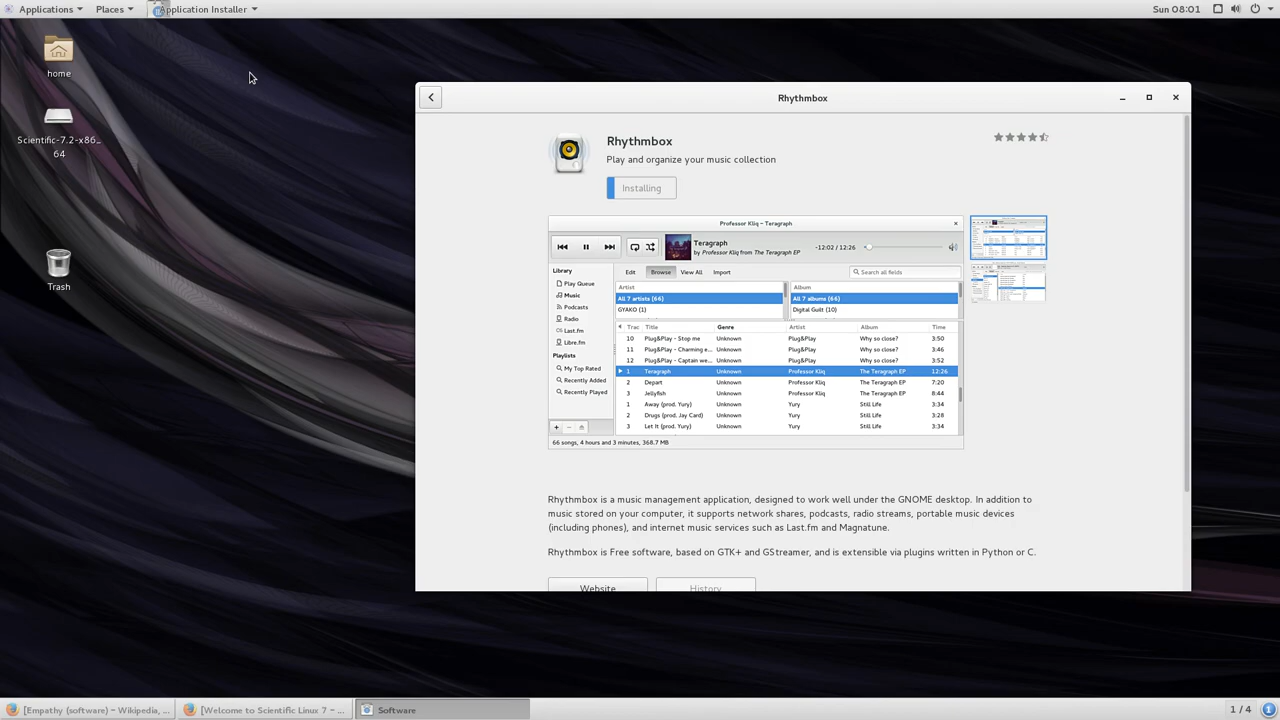 Applications Places Application Installer Sun 08:01
home
Scientific-7.2-x86_
64
Trash
Rhythmbox
Rhythmbox
Play and organize your music collection
Installing
Professor Kliq - Teragraph
Teragraph
by Professor Kliq from The Teragraph EP
-12:02 / 12:26
Edit Browse View All Import Search all fields
Library
Play Queue
Music
Podcasts
Radio
Last.fm
Libre.fm
Playlists
My Top Rated
Recently Added
Recently Played
Artist Album
All 7 artists (66) All 7 albums (66)
GYAKO (1) Digital Guilt (10)
Trac Title Genre Artist Album Time
10 Plug&Play - Stop me Unknown Plug&Play Why so close? 3:50
11 Plug&Play - Charming e... Unknown Plug&Play Why so close? 3:46
12 Plug&Play - Captain we... Unknown Plug&Play Why so close? 3:52
1 Teragraph Unknown Professor Kliq The Teragraph EP 12:26
2 Depart Unknown Professor Kliq The Teragraph EP 7:20
3 Jellyfish Unknown Professor Kliq The Teragraph EP 8:44
1 Away (prod. Yury) Unknown Yury Still Life 3:34
2 Drugs (prod. Jay Card) Unknown Yury Still Life 3:28
3 Let It (prod. Yury) Unknown Yury Still Life 3:34
66 songs, 4 hours and 3 minutes, 368.7 MB
Rhythmbox is a music management application, designed to work well under the GNOME desktop. In addition to
music stored on your computer, it supports network shares, podcasts, radio streams, portable music devices
(including phones), and internet music services such as Last.fm and Magnatune.
Rhythmbox is Free software, based on GTK+ and GStreamer, and is extensible via plugins written in Python or C.
Website History
[Empathy (software) - Wikipedia, ... [Welcome to Scientific Linux 7 - ... Software 1 / 4